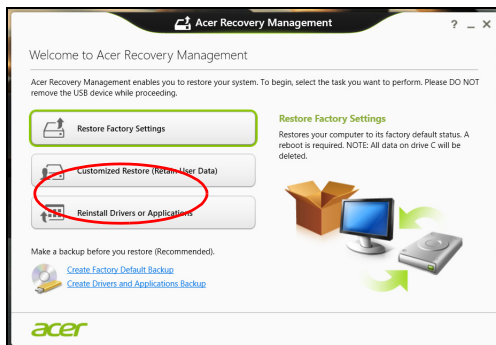 Acer Recovery Management
Welcome to Acer Recovery Management
Acer Recovery Management enables you to restore your system. To begin, select the task you want to perform. Please DO NOT
remove the USB device while proceeding.
Restore Factory Settings
Customized Restore (Retain User Data)
Reinstall Drivers or Applications
Restore Factory Settings
Restores your computer to its factory default status. A
reboot is required. NOTE: All data on drive C will be
deleted.
Make a backup before you restore (Recommended).
Create Factory Default Backup
Create Drivers and Applications Backup
acer